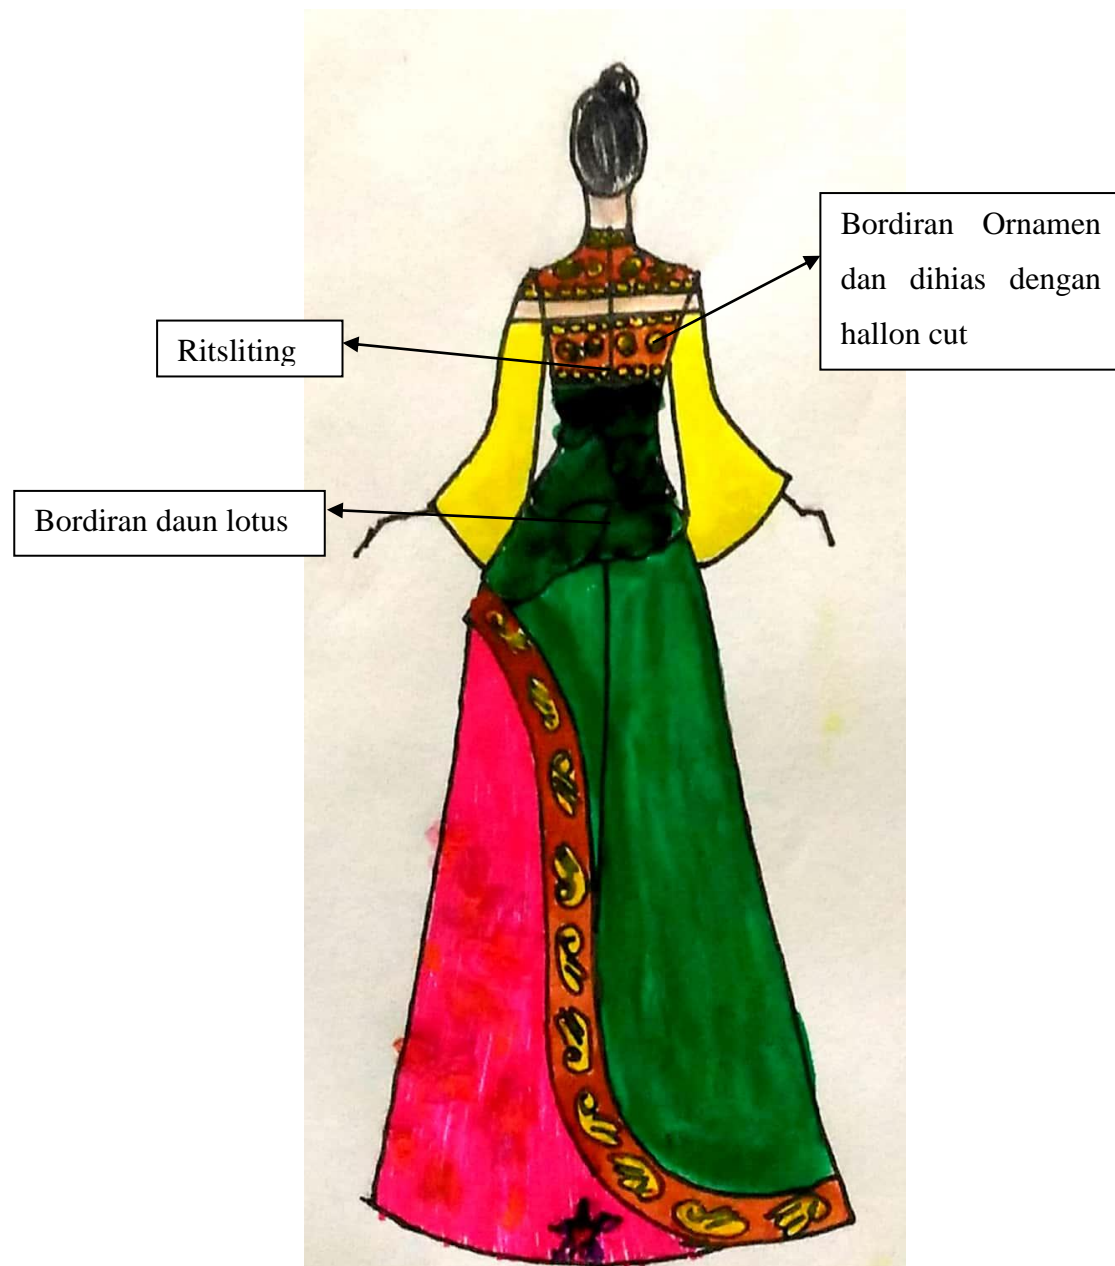 Bordiran Ornamen
dan dihias dengan
hallon cut
Ritsliting
Bordiran daun lotus